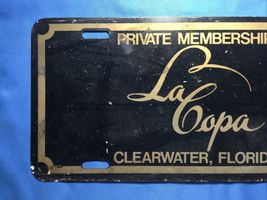 PRIVATE MEMBERSHIP
La
Copa
CLEARWATER, FLORID